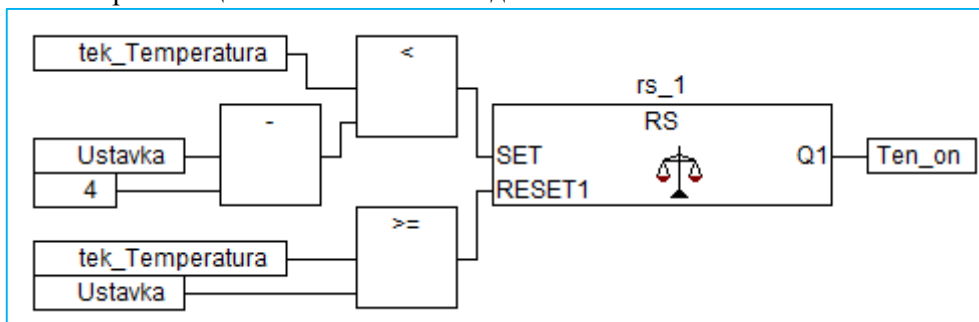 tek_Temperatura
<
rs_1
-
RS
Ustavka
SET
Q1
Ten_on
4
RESET1
>=
tek_Temperatura
Ustavka